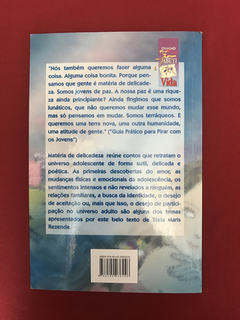 "Nós também queremos fazer alguma
coisa. Alguma coisa bonita. Porque pen-
samos que a gente é matéria de delicade-
za. Somos jovens de paz. A nossa paz é uma rique-
za ainda principiante? Ainda fingimos que somos
lunáticos, que não queremos mudar esse mundo,
mas só pensamos em mudar. Somos terráqueos. E
queremos uma terra nova, uma outra humanidade,
uma atitude de gente." ("Guia Prático para Pirar com
os Jovens")
Vida
Matéria de delicadeza reúne contos que retratam o
universo adolescente de forma sutil, delicada e
poética. As primeiras descobertas do amor, as
mudanças físicas e emocionais da adolescência, os
sentimentos intensos e não revelados a ninguém, as
relações familiares, a busca da identidade, o desejo
de aceitação ou, mais que isso, o desejo de partici-
pação no universo adulto são alguns dos temas
apresentados por este belo texto de Stela Maris
Rezende.